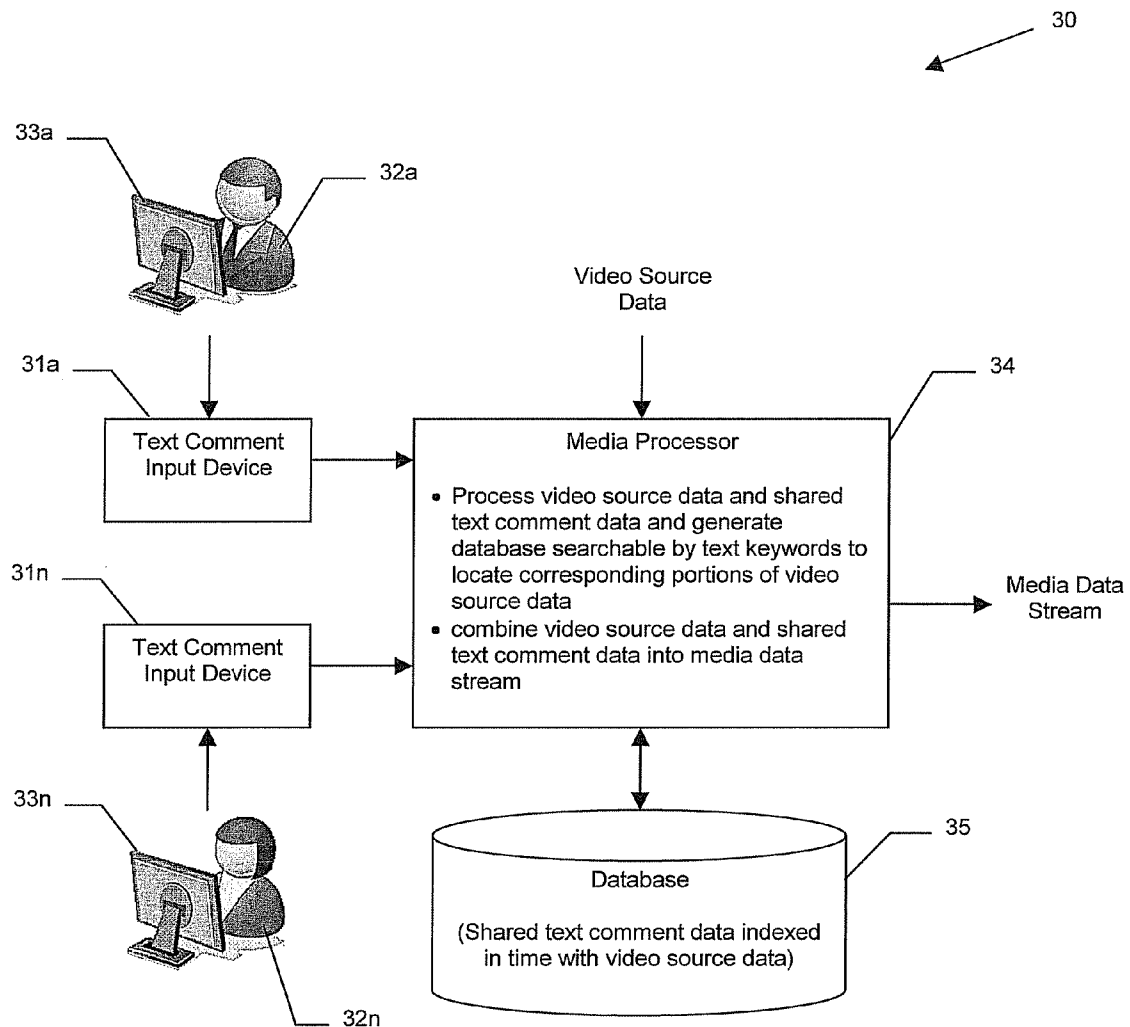 30
33a
32a
Video Source
Data
31a
34
Text Comment
Input Device
Media Processor
• Process video source data and shared
text comment data and generate
database searchable by text keywords to
locate corresponding portions of video
source data
• combine video source data and shared
text comment data into media data
stream
31n
Text Comment
Input Device
Media Data
Stream
33n
35
Database
(Shared text comment data indexed
in time with video source data)
32n